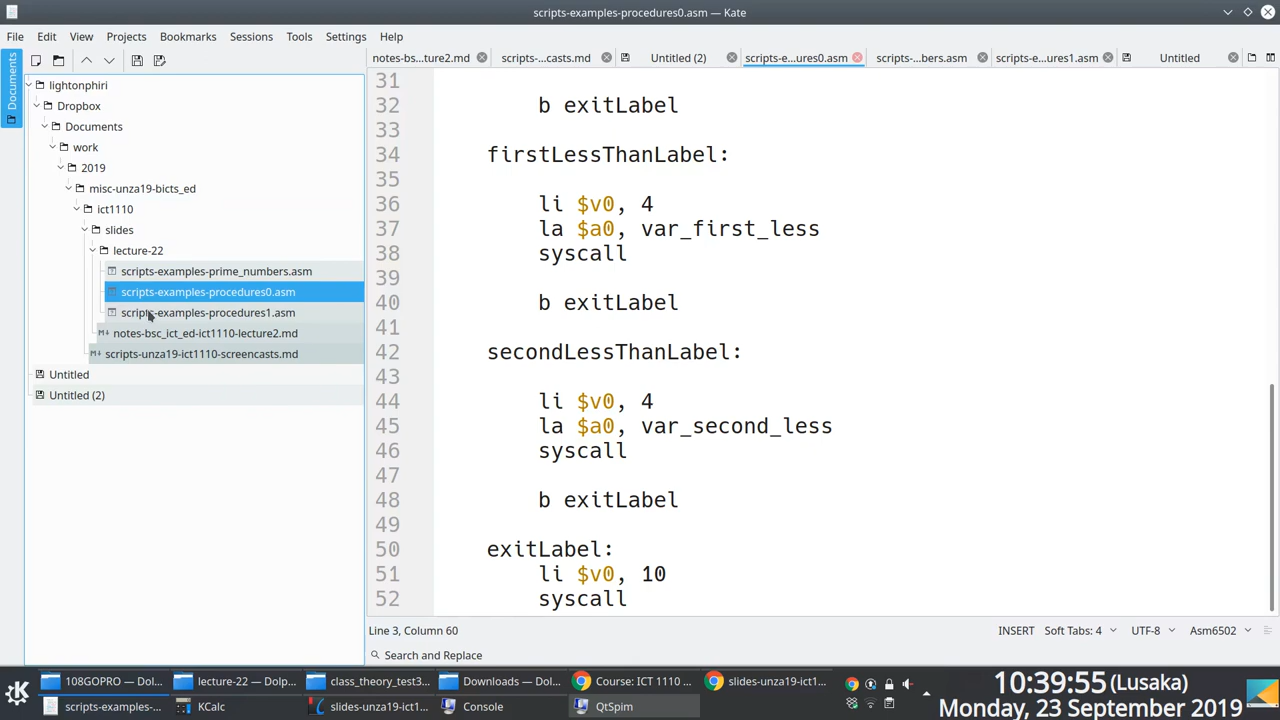 scripts-examples-procedures0.asm — Kate
File Edit View Projects Bookmarks Sessions Tools Settings Help
Documents
notes-bs...ture2.md scripts-...casts.md Untitled (2) scripts-e...ures0.asm scripts-...bers.asm scripts-e...ures1.asm Untitled
lightonphiri
Dropbox
Documents
work
2019
misc-unza19-bicts_ed
ict1110
slides
lecture-22
scripts-examples-prime_numbers.asm
scripts-examples-procedures0.asm
scripts-examples-procedures1.asm
notes-bsc_ict_ed-ict1110-lecture2.md
scripts-unza19-ict1110-screencasts.md
Untitled
Untitled (2)
31
32 b exitLabel
33
34 firstLessThanLabel:
35
36 li $v0, 4
37 la $a0, var_first_less
38 syscall
39
40 b exitLabel
41
42 secondLessThanLabel:
43
44 li $v0, 4
45 la $a0, var_second_less
46 syscall
47
48 b exitLabel
49
50 exitLabel:
51 li $v0, 10
52 syscall
Line 3, Column 60 INSERT Soft Tabs: 4 UTF-8 Asm6502
Search and Replace
108GOPRO — Dol... lecture-22 — Dolp... class_theory_test3... Downloads — Dol... Course: ICT 1110 ... slides-unza19-ict1...
scripts-examples-... KCalc slides-unza19-ict1... Console QtSpim
10:39:55 (Lusaka)
Monday, 23 September 2019